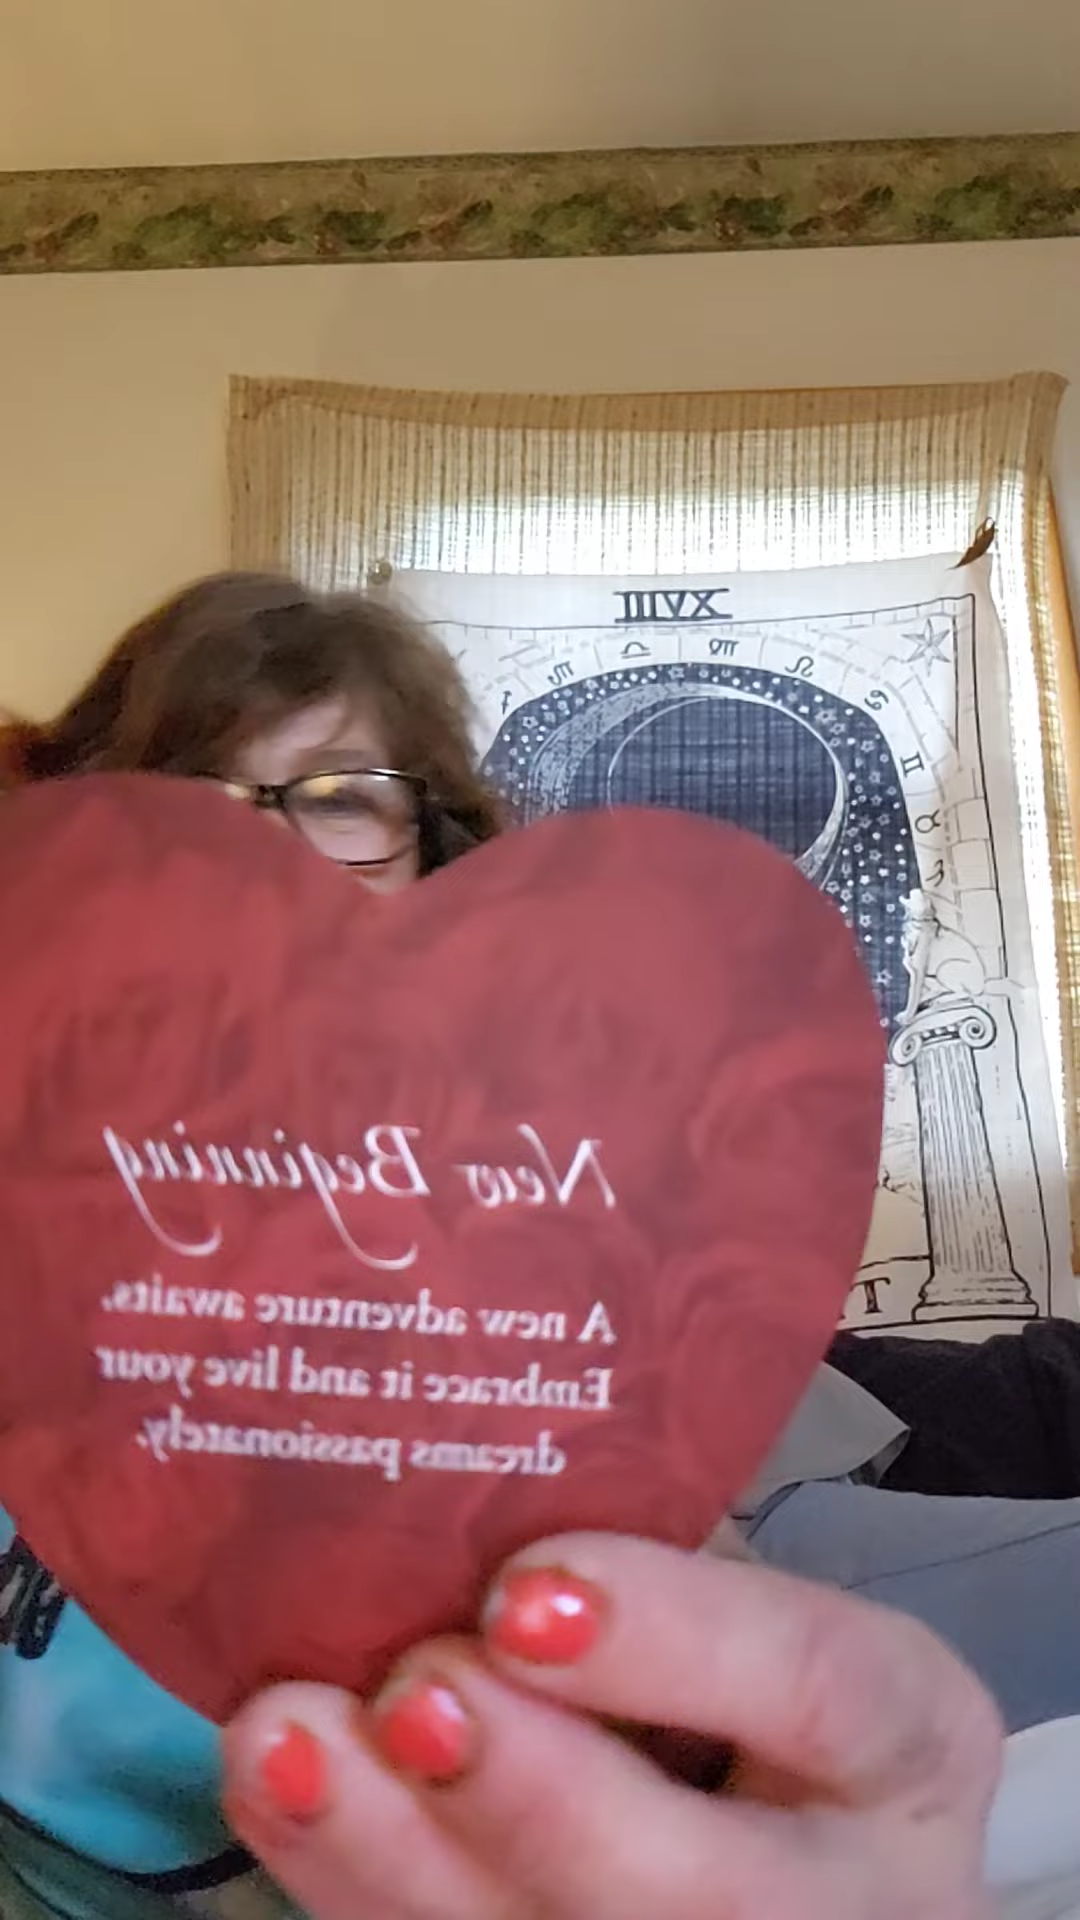 XVIII
New Beginning
A new adventure awaits.
Embrace it and live your
dreams passionately.
T